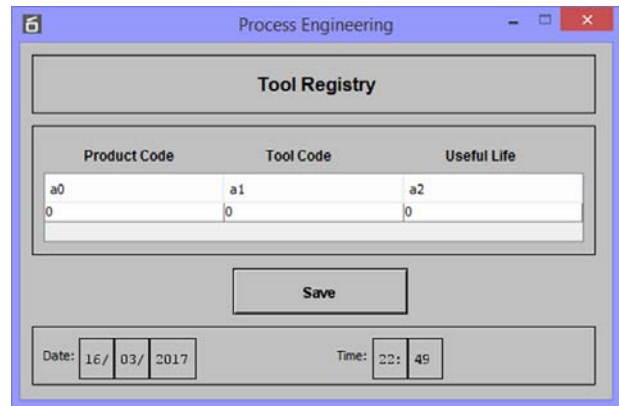 Process Engineering
Tool Registry
Product Code Tool Code Useful Life
a0 a1 a2
0 0 0
Save
Date: 16/ 03/ 2017 Time: 22: 49